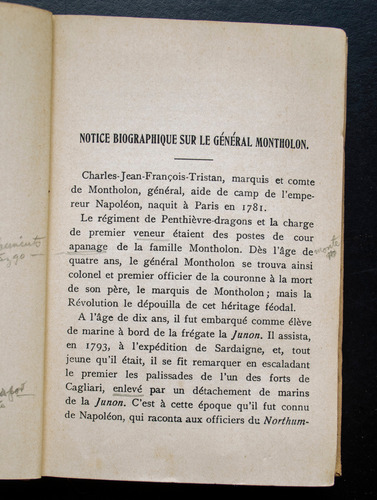 NOTICE BIOGRAPHIQUE SUR LE GÉNÉRAL MONTHOLON.
Charles-Jean-François-Tristan, marquis et comte
de Montholon, général, aide de camp de l'empe-
reur Napoléon, naquit à Paris en 1781.
Le régiment de Penthièvre-dragons et la charge
de premier veneur étaient des postes de cour
apanage de la famille Montholon. Dès l'âge de
quatre ans, le général Montholon se trouva ainsi
colonel et premier officier de la couronne à la mort
de son père, le marquis de Montholon ; mais la
Révolution le dépouilla de cet héritage féodal.
A l'âge de dix ans, il fut embarqué comme élève
de marine à bord de la frégate la Junon. Il assista,
en 1793, à l'expédition de Sardaigne, et, tout
jeune qu'il était, il se fit remarquer en escaladant
le premier les palissades de l'un des forts de
Cagliari, enlevé par un détachement de marins
de la Junon. C'est à cette époque qu'il fut connu
de Napoléon, qui raconta aux officiers du Northum-